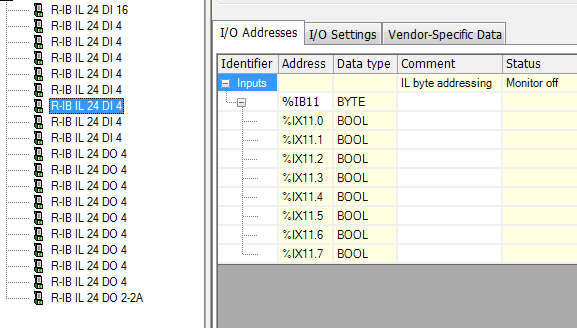 R-IB IL 24 DI 16
R-IB IL 24 DI 4
R-IB IL 24 DI 4
R-IB IL 24 DI 4
R-IB IL 24 DI 4
R-IB IL 24 DI 4
R-IB IL 24 DI 4
R-IB IL 24 DI 4
R-IB IL 24 DI 4
R-IB IL 24 DO 4
R-IB IL 24 DO 4
R-IB IL 24 DO 4
R-IB IL 24 DO 4
R-IB IL 24 DO 4
R-IB IL 24 DO 4
R-IB IL 24 DO 4
R-IB IL 24 DO 4
R-IB IL 24 DO 4
R-IB IL 24 DO 2-2A
I/O Addresses I/O Settings Vendor-Specific Data
Identifier Address Data type Comment Status
Inputs IL byte addressing Monitor off
%IB11 BYTE
%IX11.0 BOOL
%IX11.1 BOOL
%IX11.2 BOOL
%IX11.3 BOOL
%IX11.4 BOOL
%IX11.5 BOOL
%IX11.6 BOOL
%IX11.7 BOOL